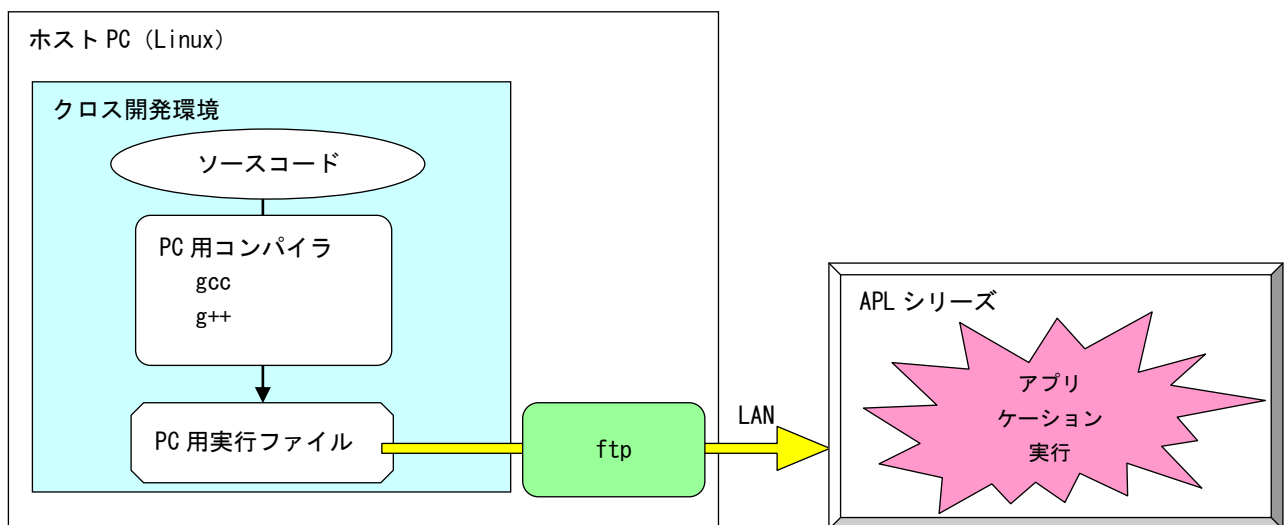 ホスト PC (Linux)
クロス開発環境
ソースコード
PC 用コンパイラ
gcc
g++
PC 用実行ファイル
ftp
LAN
APL シリーズ
アプリ
ケーション
実行